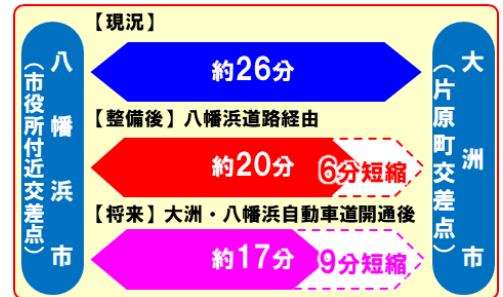 八幡浜市
（市役所付近交差点）
【現況】
約26分
【整備後】八幡浜道路経由
約20分
6分短縮
【将来】大洲・八幡浜自動車道開通後
約17分
9分短縮
大洲市
（片原町交差点）